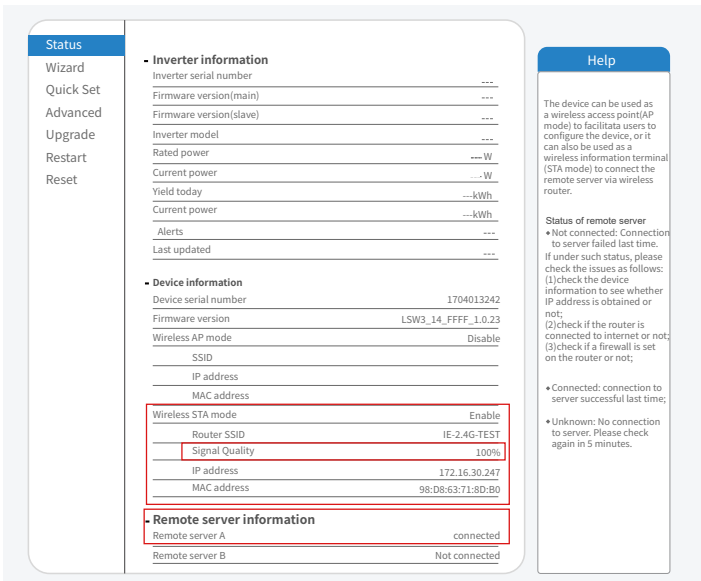 Status
Wizard
Quick Set
Advanced
Upgrade
Restart
Reset
- Inverter information
Inverter serial number ---
Firmware version(main) ---
Firmware version(slave) ---
Inverter model ---
Rated power --- W
Current power --- W
Yield today ---kWh
Current power ---kWh
Alerts ---
Last updated ---
- Device information
Device serial number 1704013242
Firmware version LSW3_14_FFFF_1.0.23
Wireless AP mode Disable
SSID
IP address
MAC address
Wireless STA mode Enable
Router SSID IE-2.4G-TEST
Signal Quality 100%
IP address 172.16.30.247
MAC address 98:D8:63:71:8D:B0
- Remote server information
Remote server A connected
Remote server B Not connected
Help
The device can be used as
a wireless access point(AP
mode) to facilitata users to
configure the device, or it
can also be used as a
wireless information terminal
(STA mode) to connect the
remote server via wireless
router.
Status of remote server
◆Not connected: Connection
to server failed last time.
If under such status, please
check the issues as follows:
(1)check the device
information to see whether
IP address is obtained or
not;
(2)check if the router is
connected to internet or not;
(3)check if a firewall is set
on the router or not;
◆Connected: connection to
server successful last time;
◆Unknown: No connection
to server. Please check
again in 5 minutes.